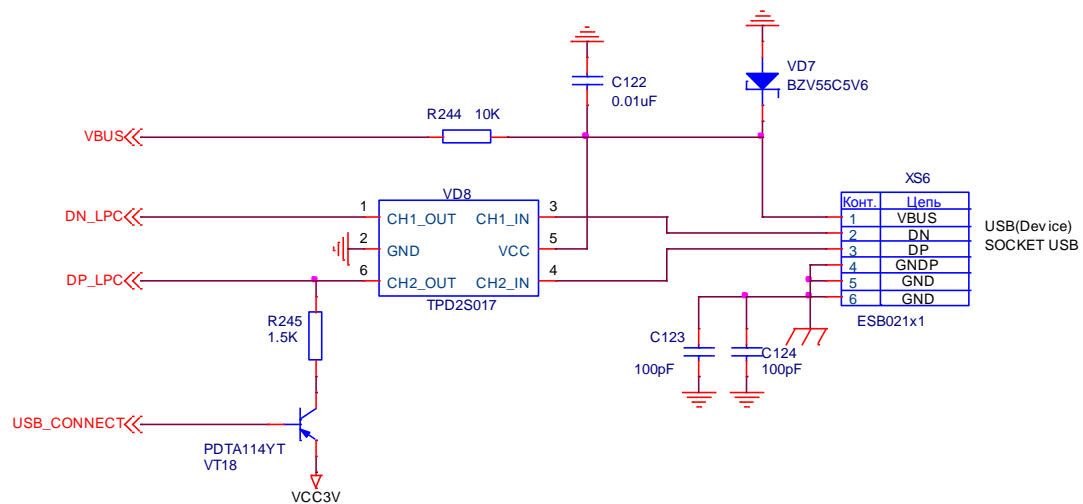 VD7
BZV55C5V6
C122
0.01uF
R244 10K
VBUS
XS6
VD8
Конт. Цепь
1 VBUS
2 DN
3 DP
4 GNDP
5 GND
6 GND
USB(Device)
SOCKET USB
ESB021x1
DN_LPC
1 CH1_OUT CH1_IN 3
2 GND VCC 5
DP_LPC
6 CH2_OUT CH2_IN 4
TPD2S017
R245
1.5K
C123
100pF
C124
100pF
USB_CONNECT
PDTA114YT
VT18
VCC3V